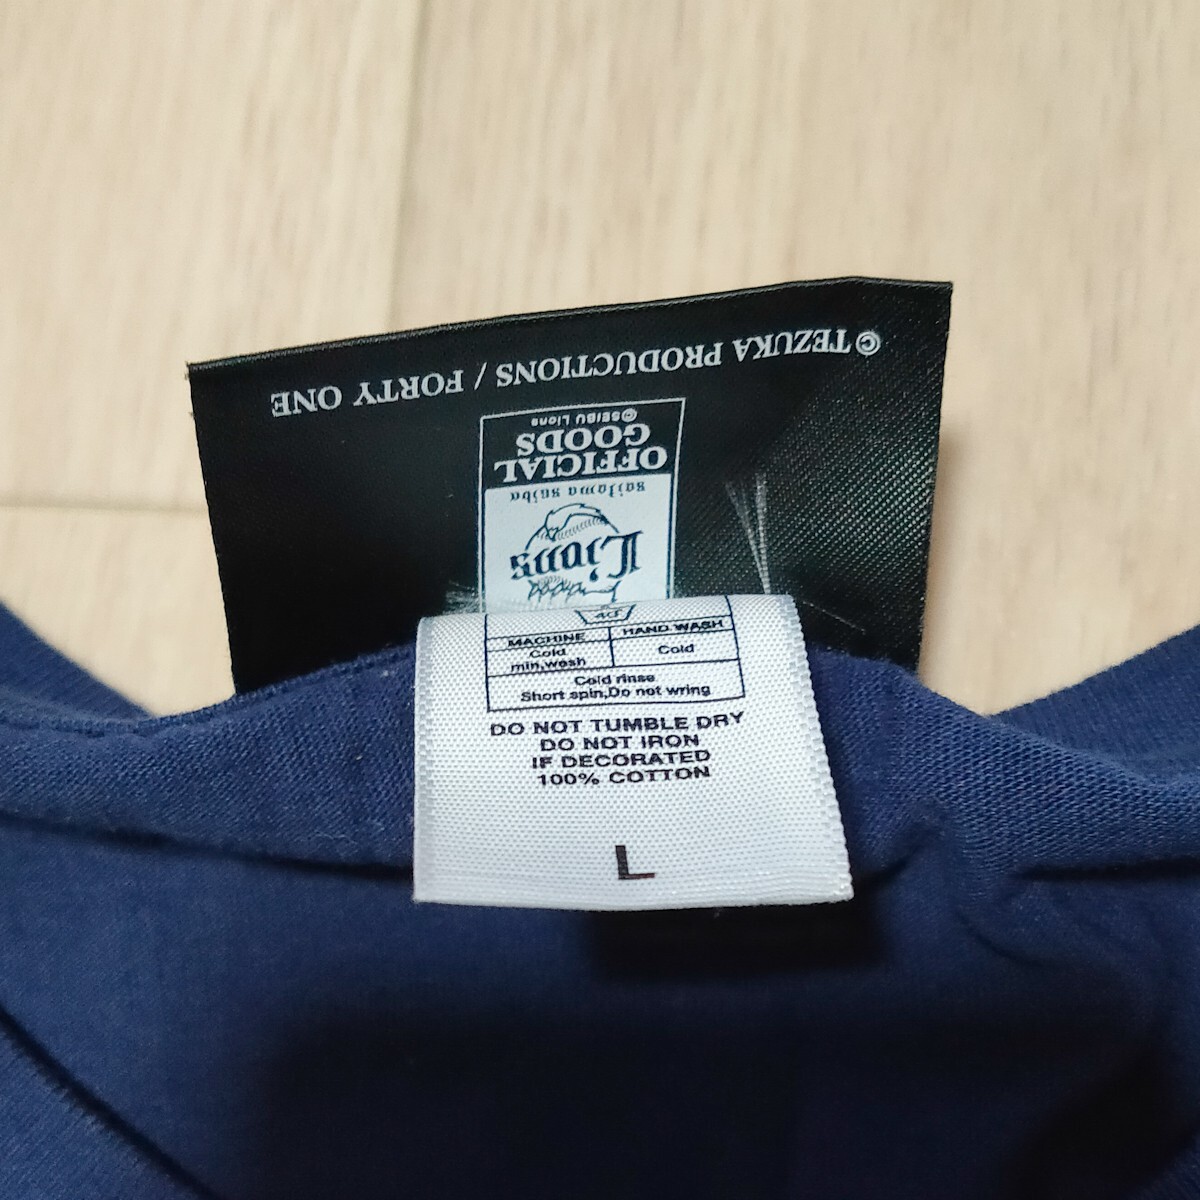 © TEZUKA PRODUCTIONS / FORTY ONE
©SEIBU Lions
OFFICIAL
GOODS
saitama seibu
Lions
40
MACHINE
Cold
min,wash
HAND WASH
Cold
Cold rinse
Short spin,Do not wring
DO NOT TUMBLE DRY
DO NOT IRON
IF DECORATED
100% COTTON
L